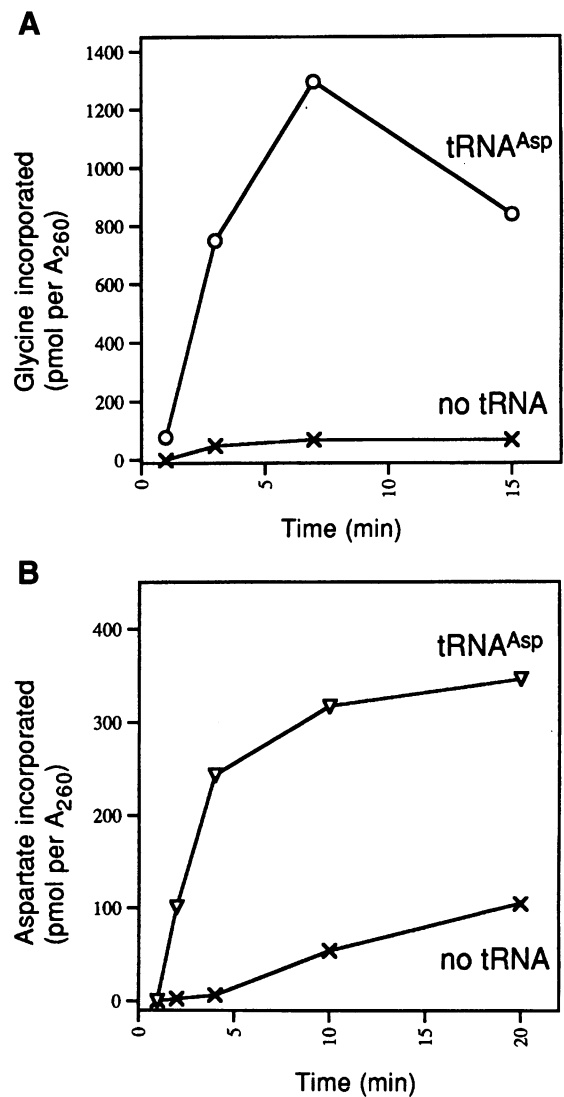 A
1400
1200
1000
800
600
400
200
0
Glycine incorporated
(pmol per A260)
tRNAAsp
no tRNA
0
5
10
15
Time (min)
B
400
300
200
100
0
Aspartate incorporated
(pmol per A260)
tRNAAsp
no tRNA
0
5
10
15
20
Time (min)